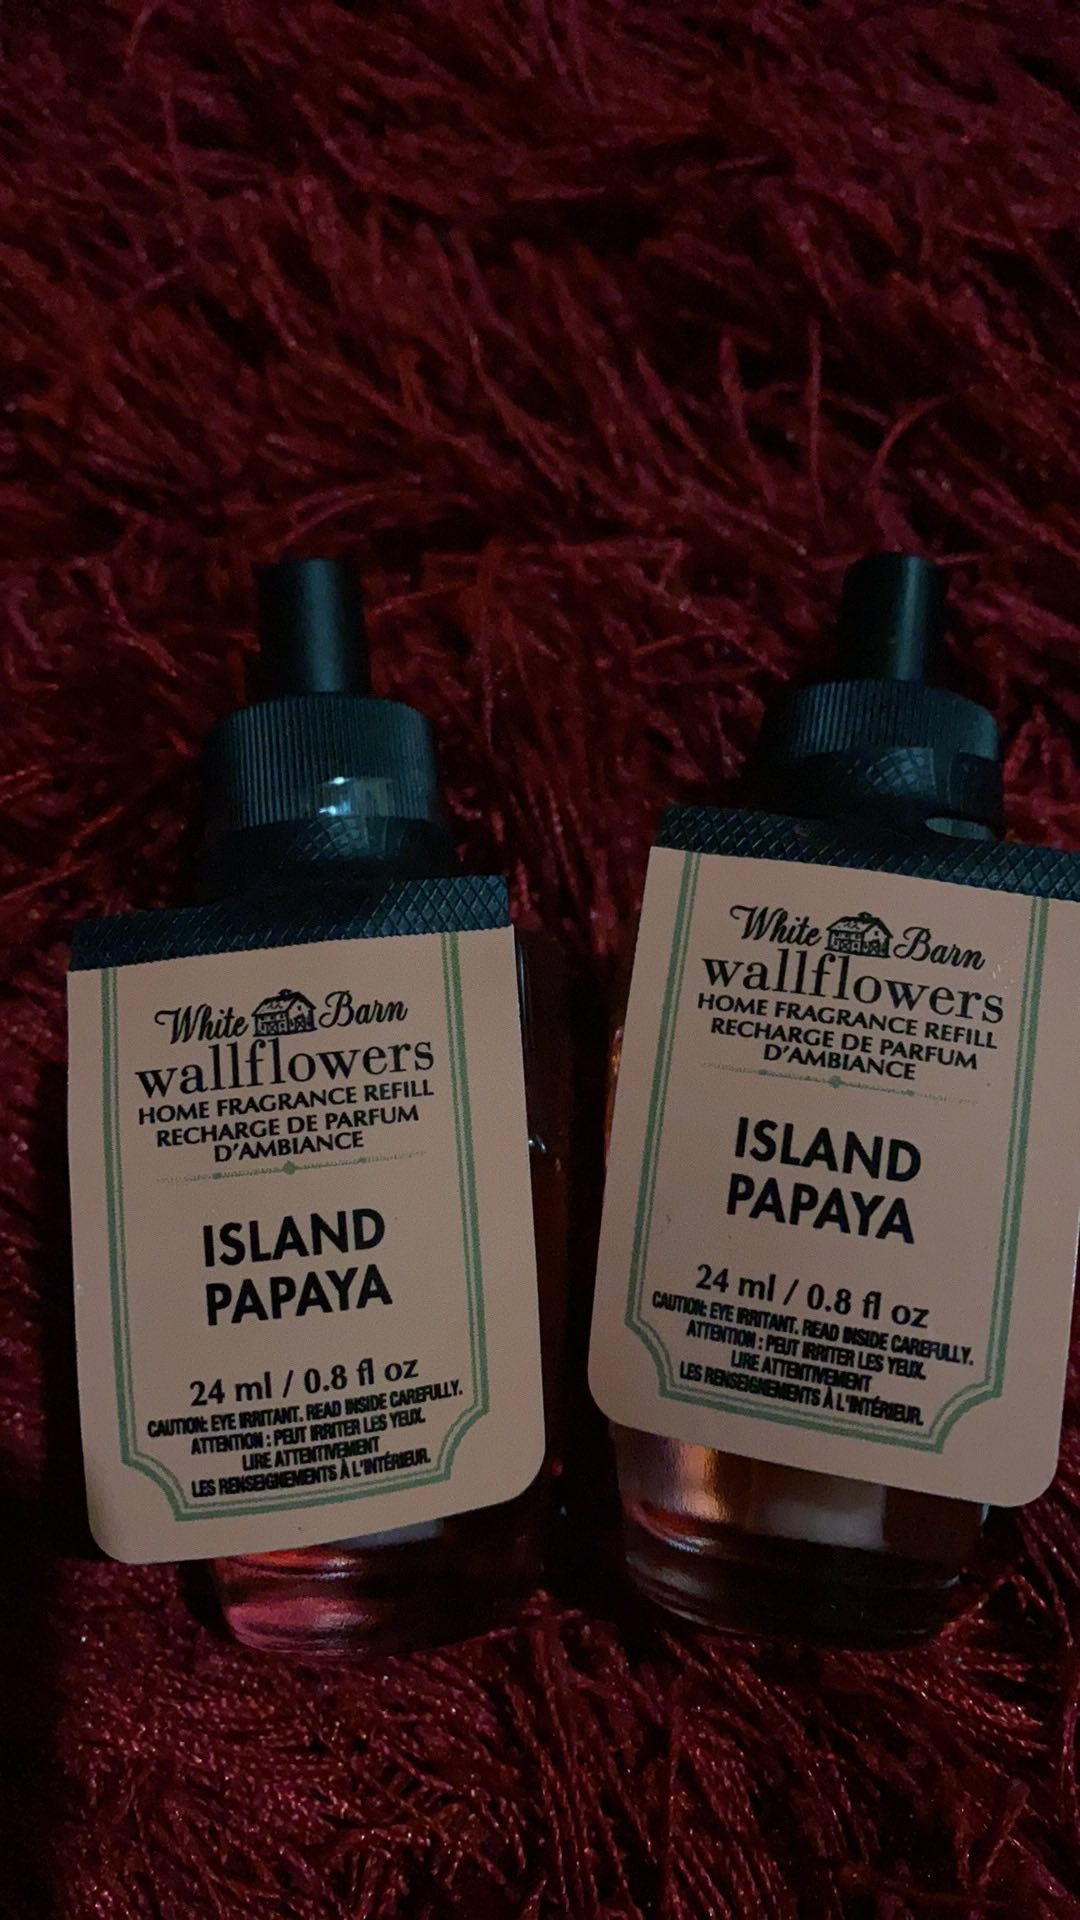 White Barn
wallflowers
HOME FRAGRANCE REFILL
RECHARGE DE PARFUM
D'AMBIANCE
ISLAND
PAPAYA
24 ml / 0.8 fl oz
CAUTION: EYE IRRITANT. READ INSIDE CAREFULLY.
ATTENTION : PEUT IRRITER LES YEUX.
LIRE ATTENTIVEMENT
LES RENSEIGNEMENTS À L'INTÉRIEUR.
White Barn
wallflowers
HOME FRAGRANCE REFILL
RECHARGE DE PARFUM
D'AMBIANCE
ISLAND
PAPAYA
24 ml / 0.8 fl oz
CAUTION: EYE IRRITANT. READ INSIDE CAREFULLY.
ATTENTION : PEUT IRRITER LES YEUX.
LIRE ATTENTIVEMENT
LES RENSEIGNEMENTS À L'INTÉRIEUR.